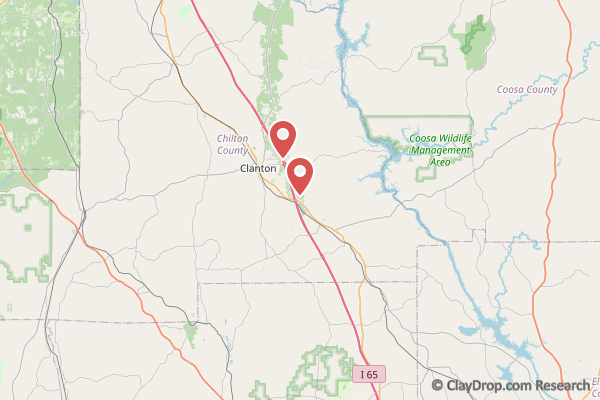 Coosa County
Chilton
County
Coosa Wildlife
Management
Area
Clanton
I 65
© ClayDrop.com Research